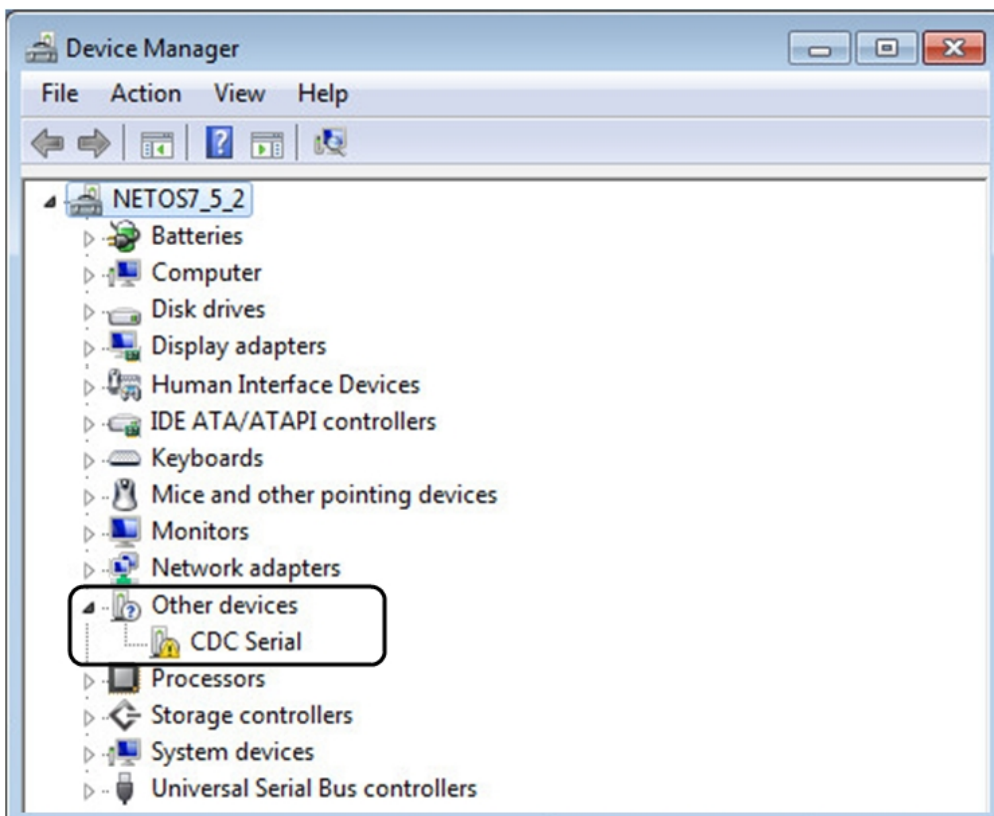 Device Manager
File Action View Help
NETOS7_5_2
Batteries
Computer
Disk drives
Display adapters
Human Interface Devices
IDE ATA/ATAPI controllers
Keyboards
Mice and other pointing devices
Monitors
Network adapters
Other devices
CDC Serial
Processors
Storage controllers
System devices
Universal Serial Bus controllers